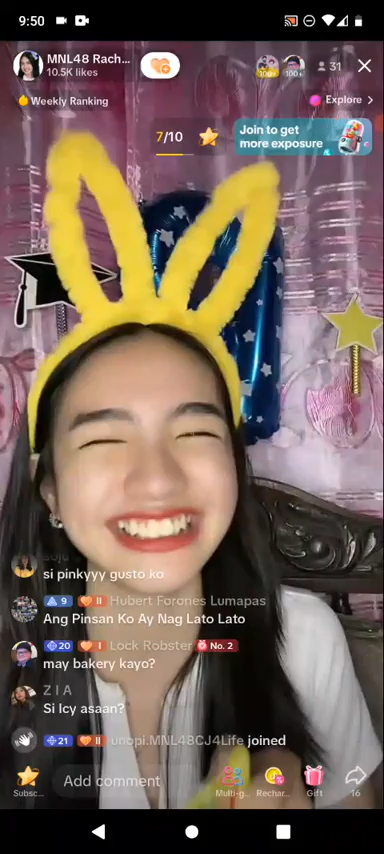 9:50
MNL48 Rach...
10.5K likes
100+
100+
31
Weekly Ranking
Explore >
7/10
Join to get
more exposure
si pinkyyy gusto ko
9 II Hubert Forones Lumapas
Ang Pinsan Ko Ay Nag Lato Lato
20 I Lock Robster No. 2
may bakery kayo?
Z I A
Si Icy asaan?
21 II unopi.MNL48CJ4Life joined
Add comment
Subsc...
Multi-g...
Rechar...
Gift
16